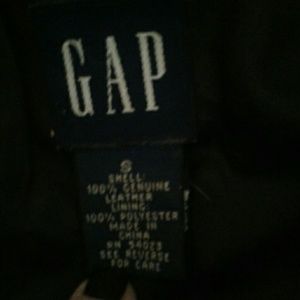 GAP
S
SHELL:
100% GENUINE
LEATHER
LINING:
100% POLYESTER
MADE IN
CHINA
RN 54023
SEE REVERSE
FOR CARE